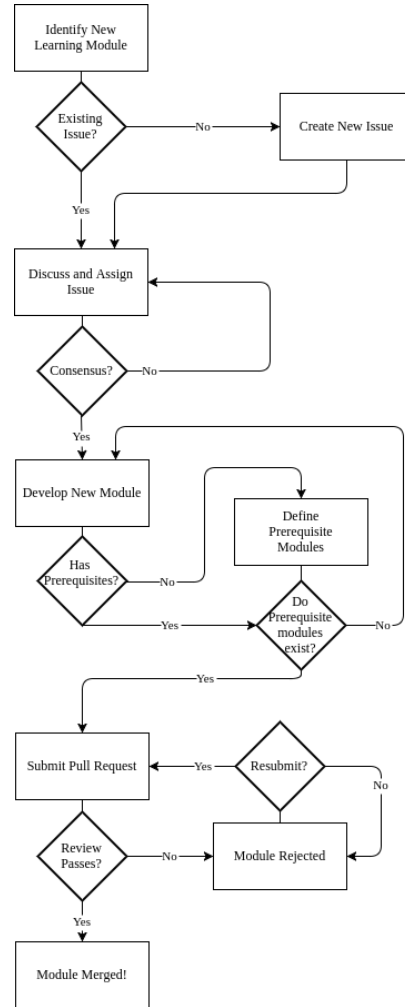 Identify New
Learning Module
Existing
Issue?
No
Create New Issue
Yes
Discuss and Assign
Issue
Consensus?
No
Yes
Develop New Module
Define
Prerequisite
Modules
Has
Prerequisites?
No
Do
Prerequisite
modules
exist?
Yes
No
Yes
Submit Pull Request
Yes
Resubmit?
No
Review
Passes?
No
Module Rejected
Yes
Module Merged!